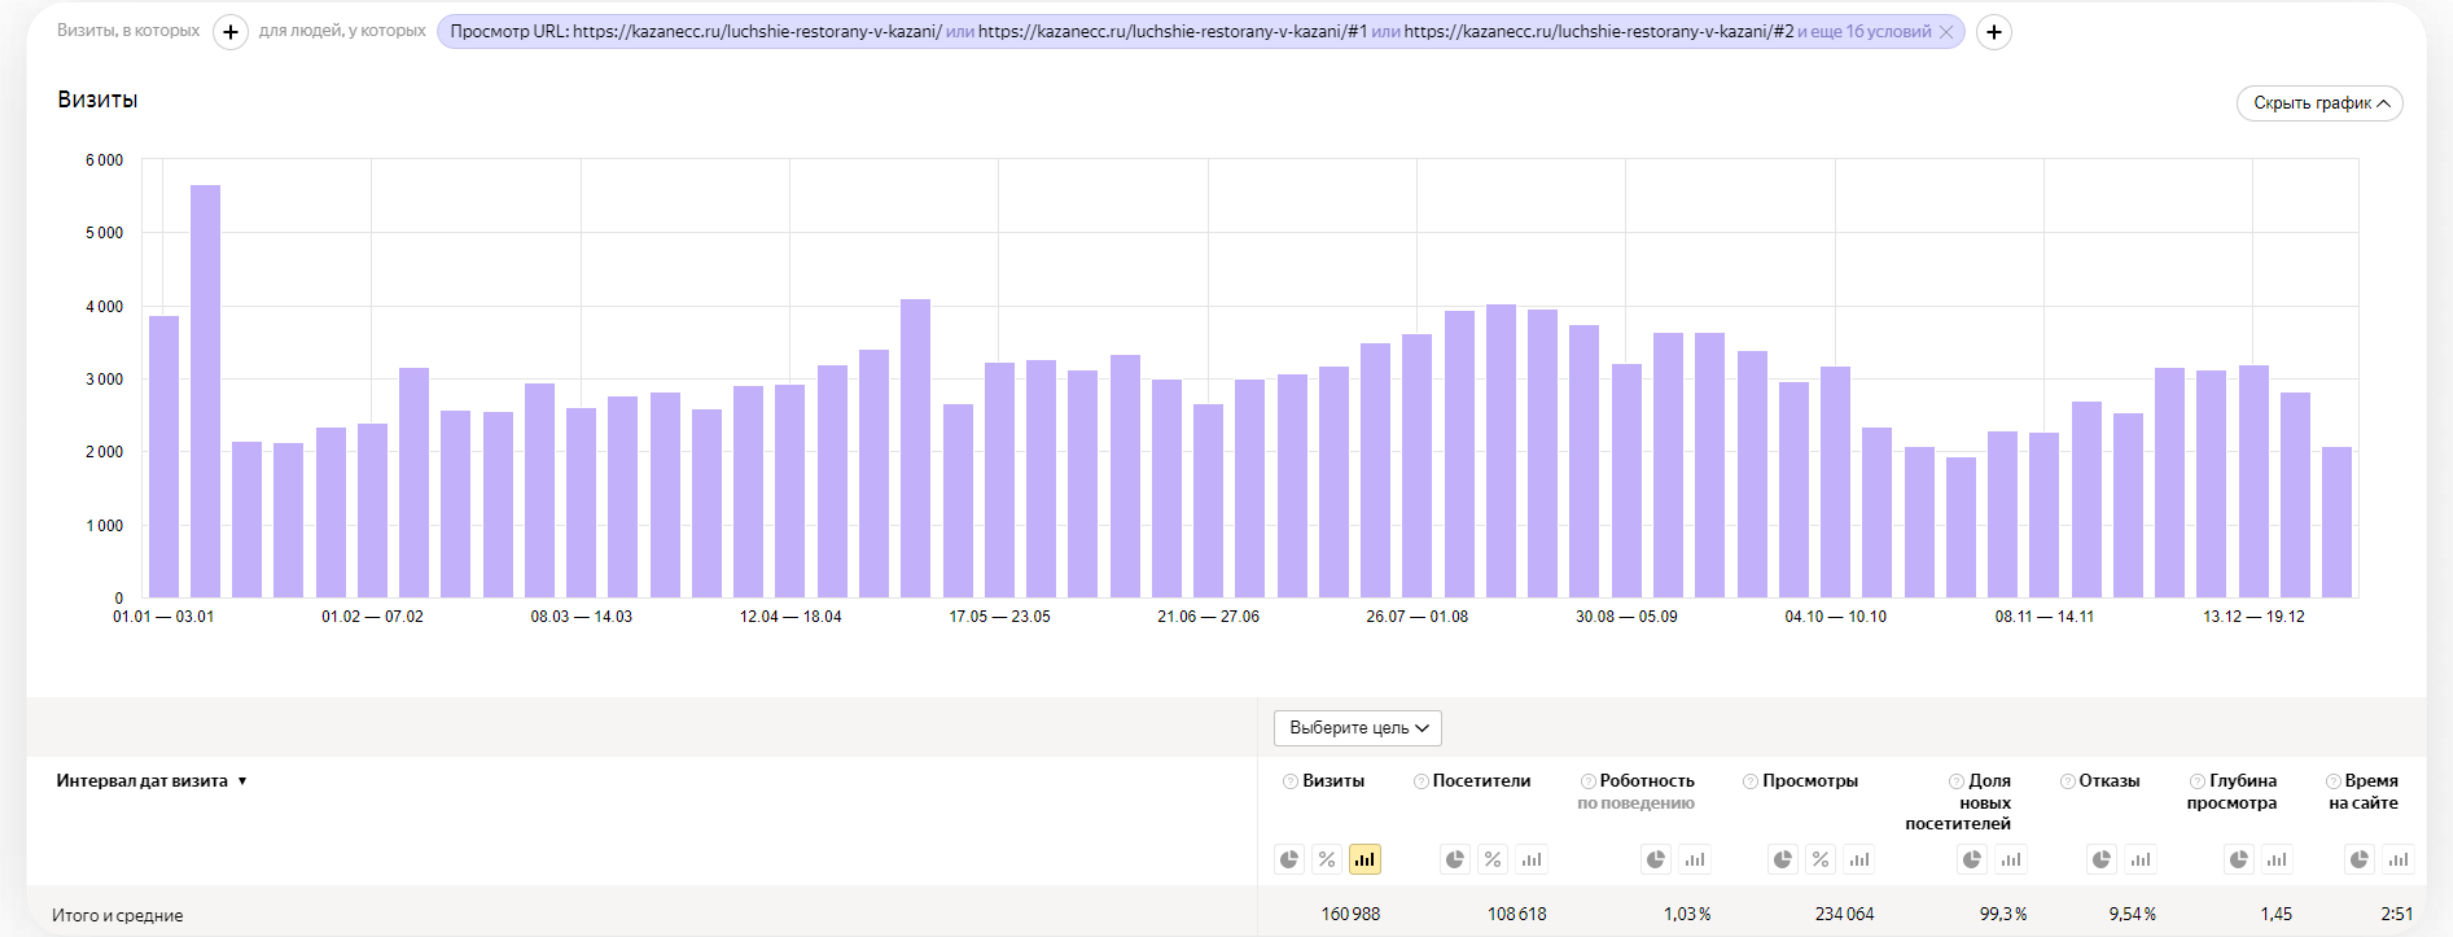 Визиты, в которых + для людей, у которых Просмотр URL: https://kazanecc.ru/luchshie-restorany-v-kazani/ или https://kazanecc.ru/luchshie-restorany-v-kazani/#1 или https://kazanecc.ru/luchshie-restorany-v-kazani/#2 и еще 16 условий × +
Визиты
Скрыть график
6 000
5 000
4 000
3 000
2 000
1 000
0
01.01 — 03.01 01.02 — 07.02 08.03 — 14.03 12.04 — 18.04 17.05 — 23.05 21.06 — 27.06 26.07 — 01.08 30.08 — 05.09 04.10 — 10.10 08.11 — 14.11 13.12 — 19.12
Выберите цель
Интервал дат визита ▼
? Визиты ? Посетители ? Роботность ? Просмотры ? Доля ? Отказы ? Глубина ? Время
по поведению новых просмотра на сайте
посетителей
% % %
Итого и средние 160 988 108 618 1,03 % 234 064 99,3 % 9,54 % 1,45 2:51